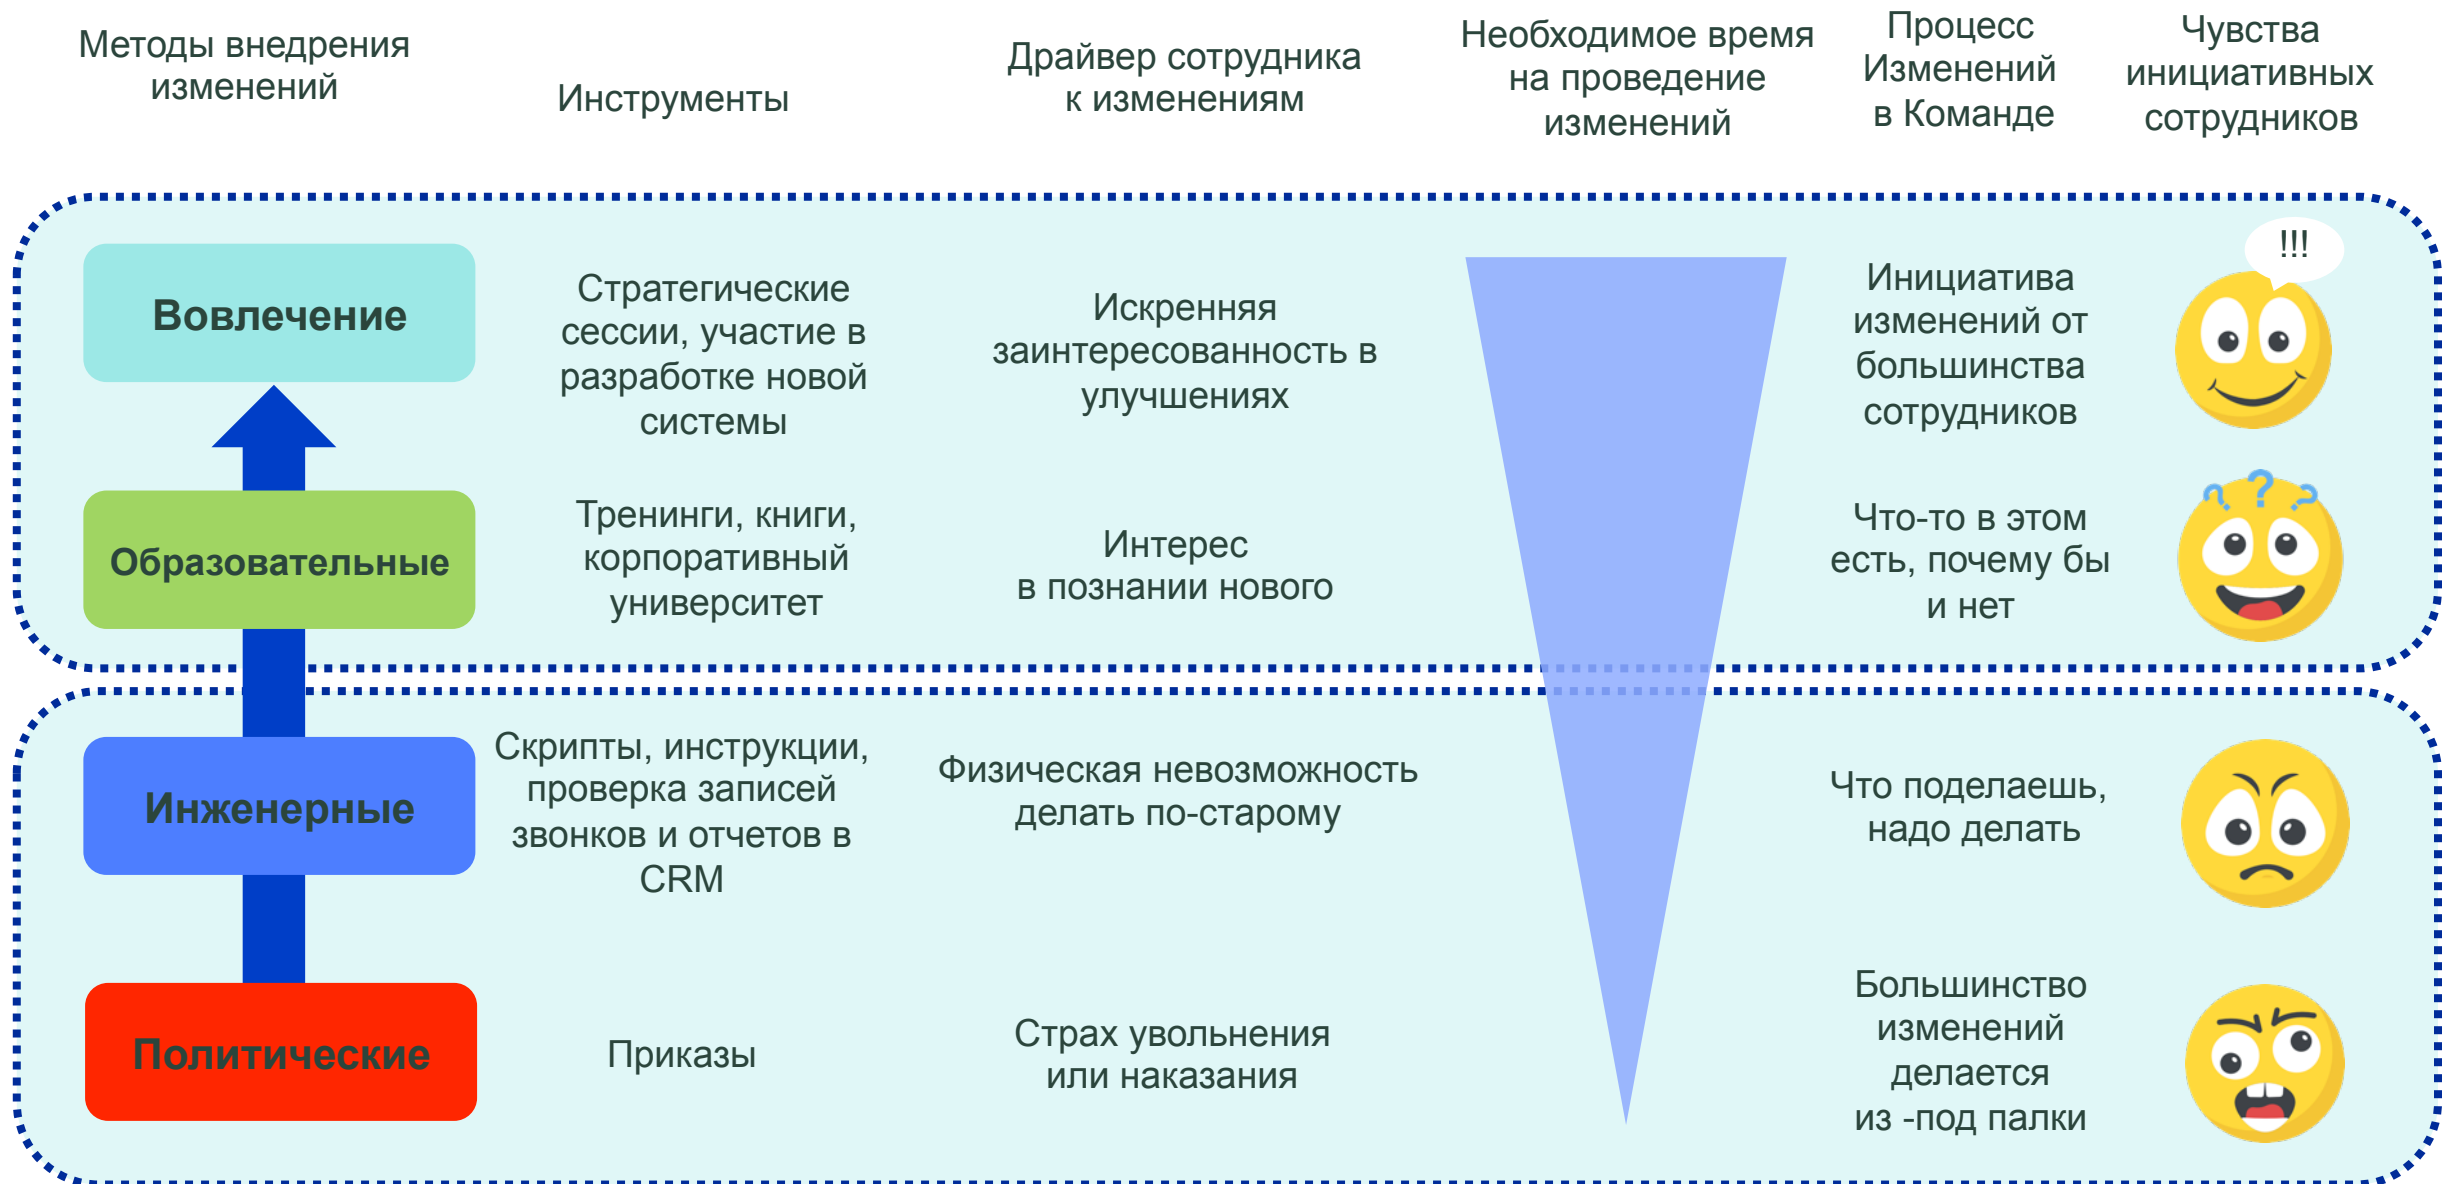 Методы внедрения
изменений
Инструменты
Драйвер сотрудника
к изменениям
Необходимое время
на проведение
изменений
Процесс
Изменений
в Команде
Чувства
инициативных
сотрудников
Вовлечение
Стратегические
сессии, участие в
разработке новой
системы
Искренняя
заинтересованность в
улучшениях
Инициатива
изменений от
большинства
сотрудников
!!!
Образовательные
Тренинги, книги,
корпоративный
университет
Интерес
в познании нового
Что-то в этом
есть, почему бы
и нет
? ? ?
Инженерные
Скрипты, инструкции,
проверка записей
звонков и отчетов в
CRM
Физическая невозможность
делать по-старому
Что поделаешь,
надо делать
Политические
Приказы
Страх увольнения
или наказания
Большинство
изменений
делается
из -под палки